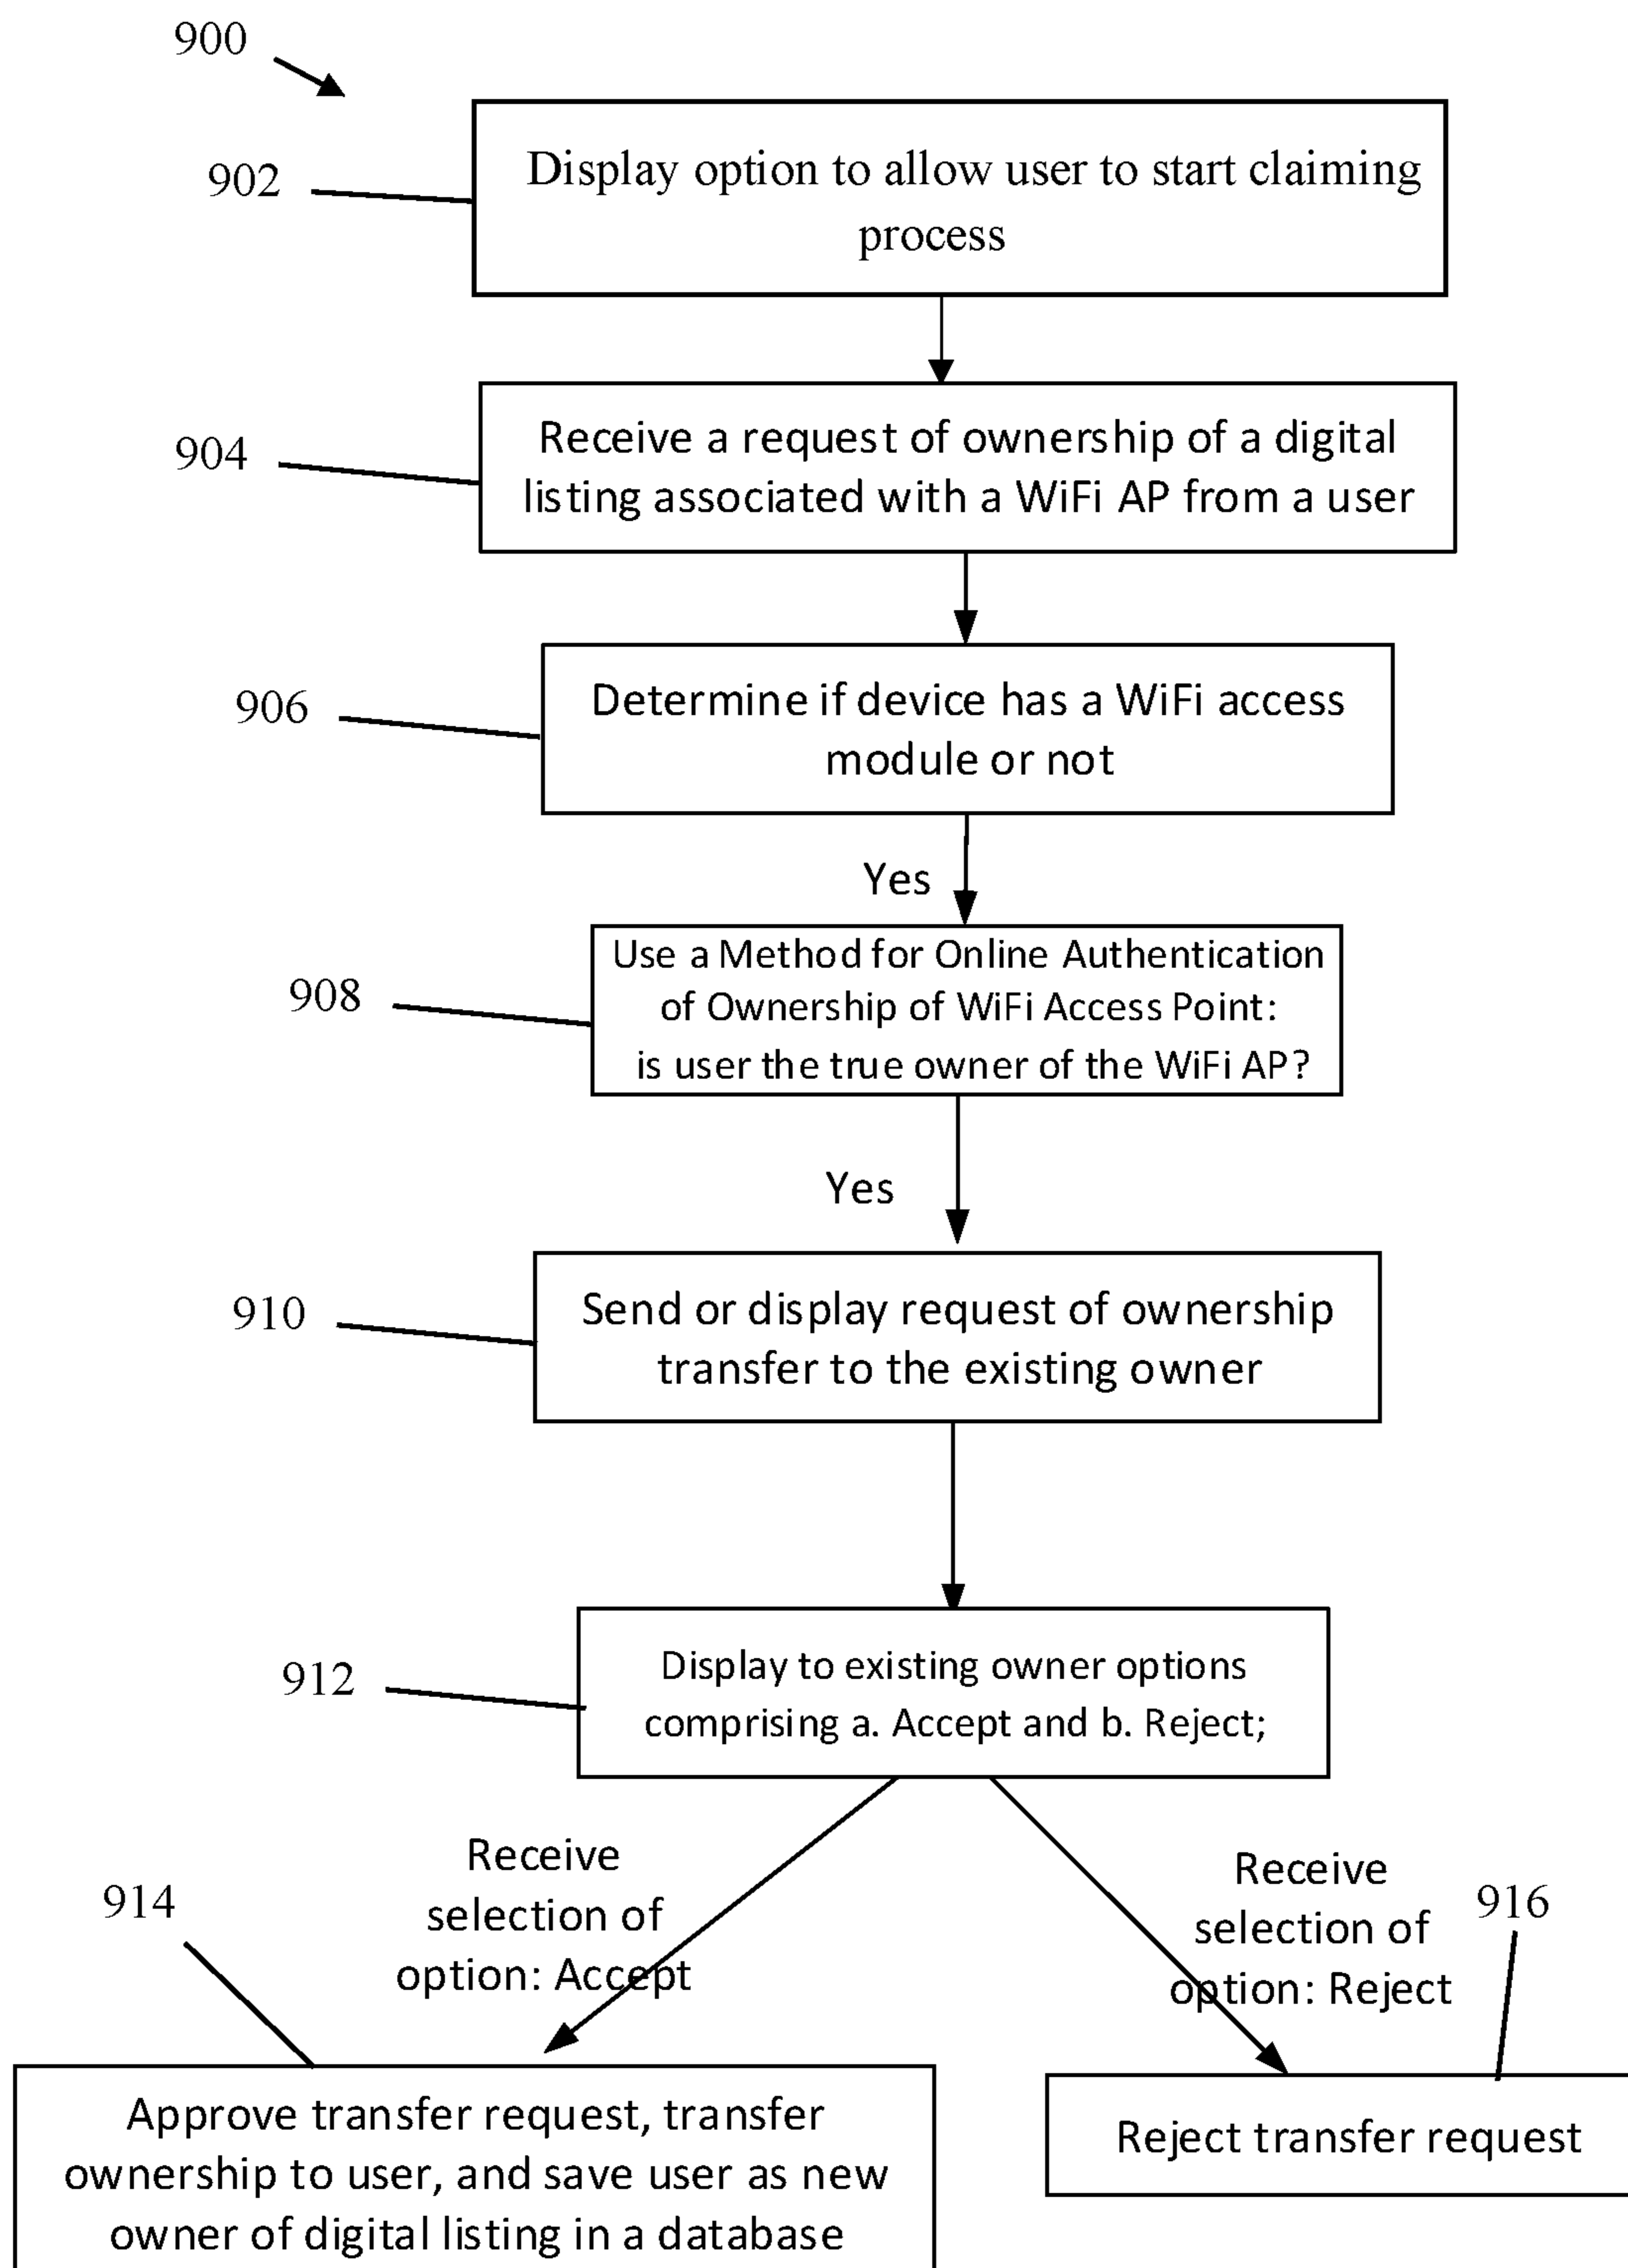 900
902
Display option to allow user to start claiming
process
904
Receive a request of ownership of a digital
listing associated with a WiFi AP from a user
906
Determine if device has a WiFi access
module or not
Yes
908
Use a Method for Online Authentication
of Ownership of WiFi Access Point:
is user the true owner of the WiFi AP?
Yes
910
Send or display request of ownership
transfer to the existing owner
912
Display to existing owner options
comprising a. Accept and b. Reject;
Receive
selection of
option: Accept
Receive
selection of
option: Reject
914
916
Approve transfer request, transfer
ownership to user, and save user as new
owner of digital listing in a database
Reject transfer request